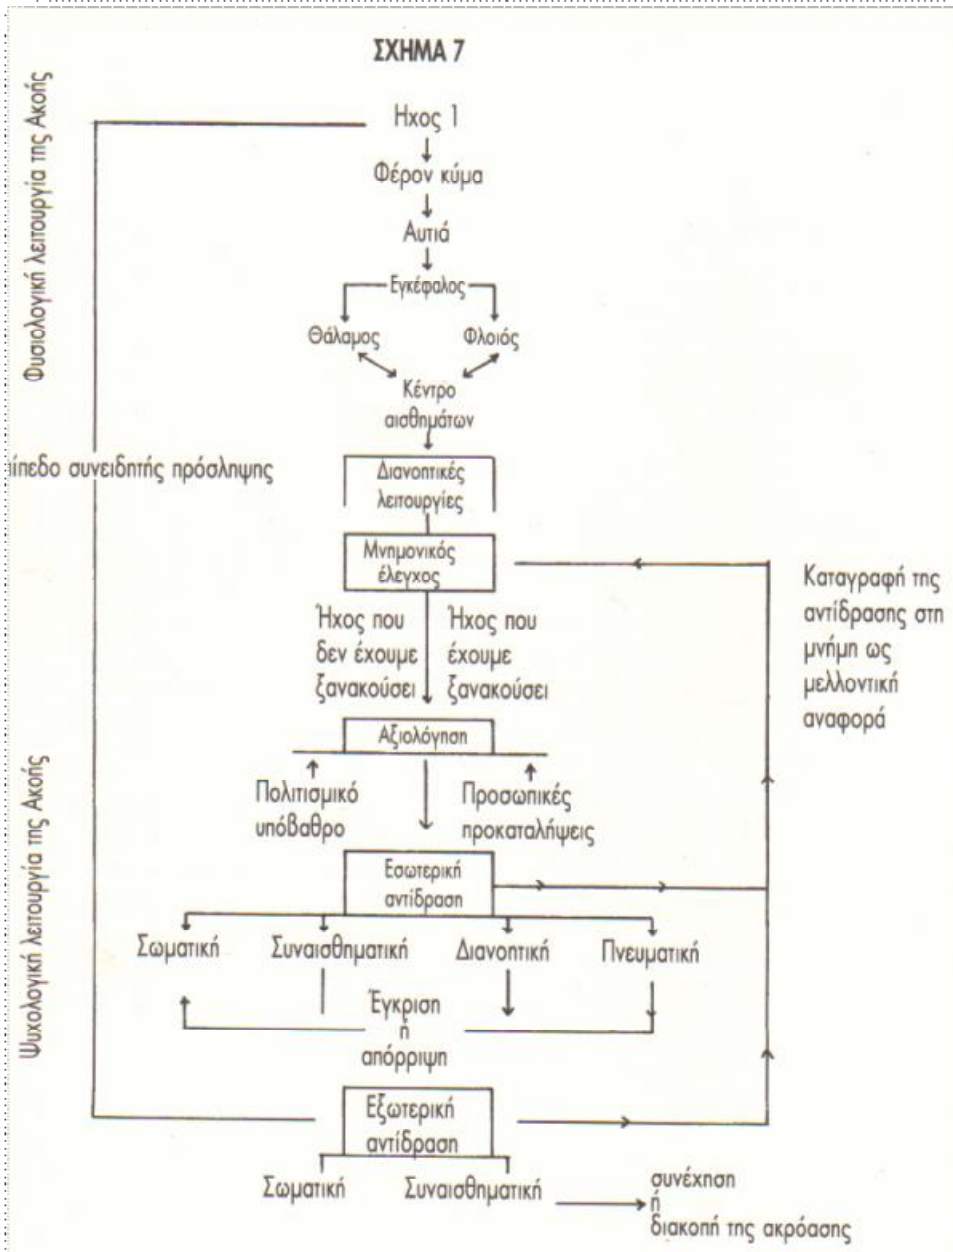 ΣΧΗΜΑ 7
Ηχος 1
Φέρον κύμα
Αυτιά
Εγκέφαλος
Θάλαμος
Φλοιός
Κέντρο
αισθημάτων
Φυσιολογική λειτουργία της Ακοής
ίπεδο συνειδητής πρόσληψης
Διανοητικές
λειτουργίες
Μνημονικός
έλεγχος
Ήχος που
δεν έχουμε
ξανακούσει
Ήχος που
έχουμε
ξανακούσει
Καταγραφή της
αντίδρασης στη
μνήμη ως
μελλοντική
αναφορά
Αξιολόγηση
Πολιτισμικό
υπόβαθρο
Προσωπικές
προκαταλήψεις
Ψυχολογική λειτουργία της Ακοής
Εσωτερική
αντίδραση
Σωματική
Συναισθηματική
Διανοητική
Πνευματική
Έγκριση
ή
απόρριψη
Εξωτερική
αντίδραση
Σωματική
Συναισθηματική
συνέχηση
ή
διακοπή της ακρόασης